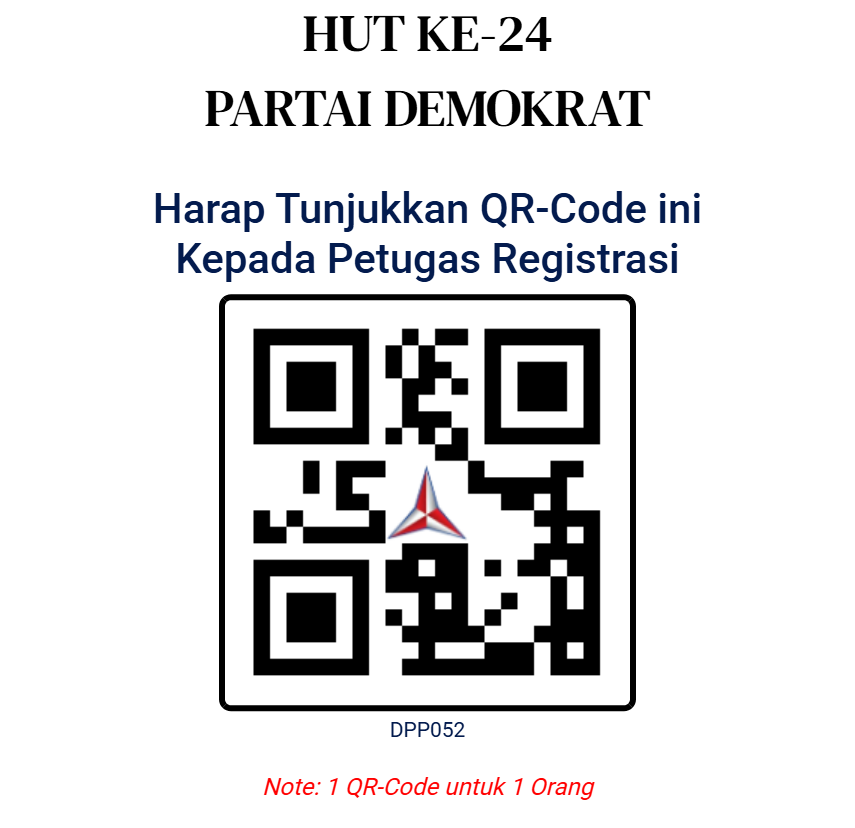 HUT KE-24
PARTAI DEMOKRAT
Harap Tunjukkan QR-Code ini
Kepada Petugas Registrasi
DPP052
Note: 1 QR-Code untuk 1 Orang